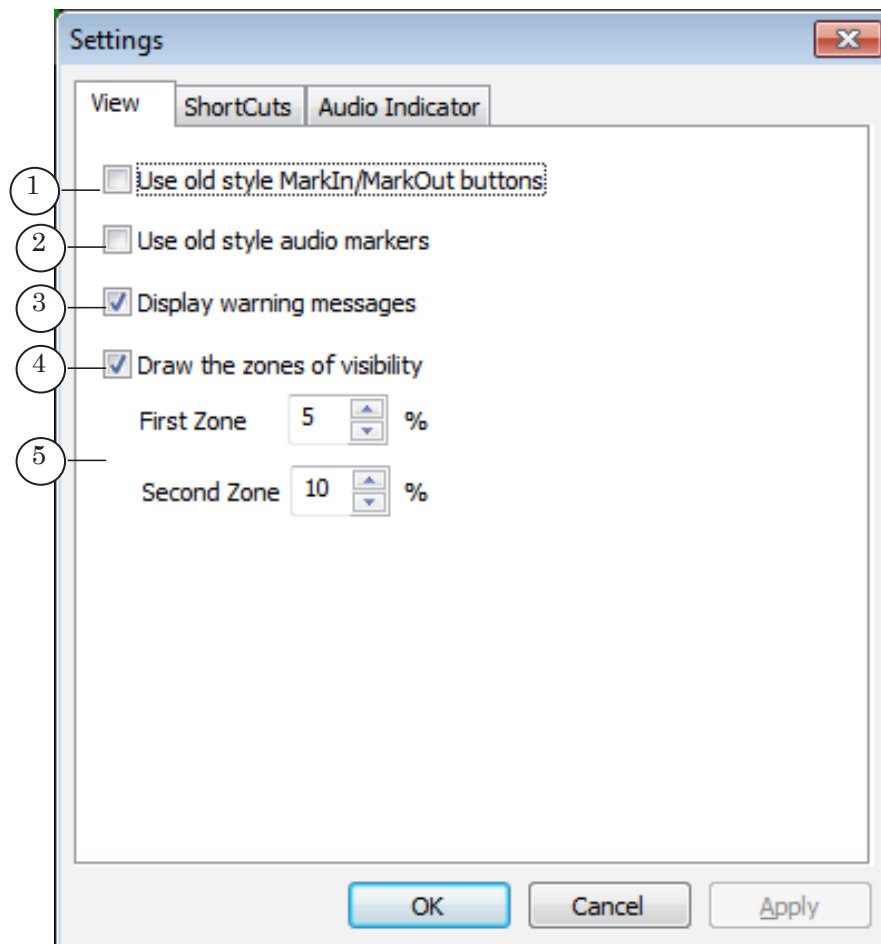 Settings
View ShortCuts Audio Indicator
1 Use old style MarkIn/MarkOut buttons
2 Use old style audio markers
3 Display warning messages
4 Draw the zones of visibility
First Zone 5 %
5
Second Zone 10 %
OK Cancel Apply